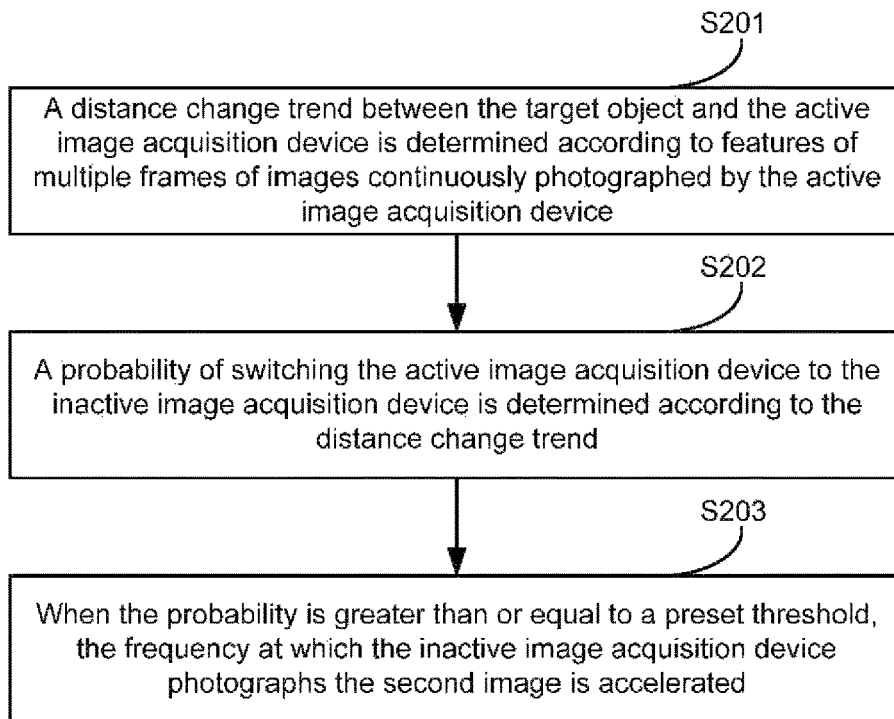 S201
A distance change trend between the target object and the active
image acquisition device is determined according to features of
multiple frames of images continuously photographed by the active
image acquisition device
S202
A probability of switching the active image acquisition device to the
inactive image acquisition device is determined according to the
distance change trend
S203
When the probability is greater than or equal to a preset threshold,
the frequency at which the inactive image acquisition device
photographs the second image is accelerated